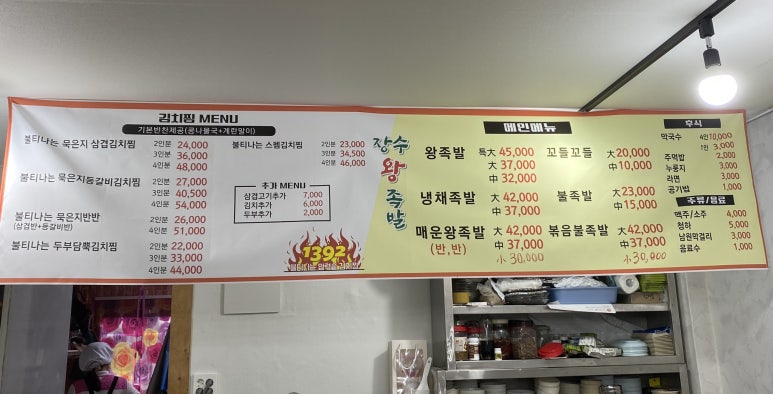 김치찜 MENU
기본반찬제공(콩나물국+계란말이)
불티나는 묵은지 삼겹김치찜 2인분 24,000
3인분 36,000
4인분 48,000
불티나는 묵은지등갈비김치찜 2인분 27,000
3인분 40,500
4인분 54,000
불티나는 묵은지반반 2인분 26,000
(삼겹반+등갈비반) 4인분 51,000
불티나는 두부담뿍김치찜 2인분 22,000
3인분 33,000
4인분 44,000
불티나는 스팸김치찜 2인분 23,000
3인분 34,500
4인분 46,000
추가 MENU
삼겹고기추가 7,000
김치추가 6,000
두부추가 2,000
1392
장수왕족발
메인메뉴
왕족발 특大 45,000
大 37,000
中 32,000
냉채족발 大 42,000
中 37,000
매운왕족발 大 42,000
(반,반) 中 37,000
小 30,000
꼬들꼬들 大 20,000
中 10,000
불족발 大 23,000
中 15,000
볶음불족발 大 42,000
中 37,000
小 30,000
후식
막국수 4인 10,000
1인 3,000
주먹밥 2,000
누룽지 3,000
라면 3,000
공기밥 1,000
주류/음료
맥주/소주 4,000
청하 5,000
남원막걸리 3,000
음료수 1,000